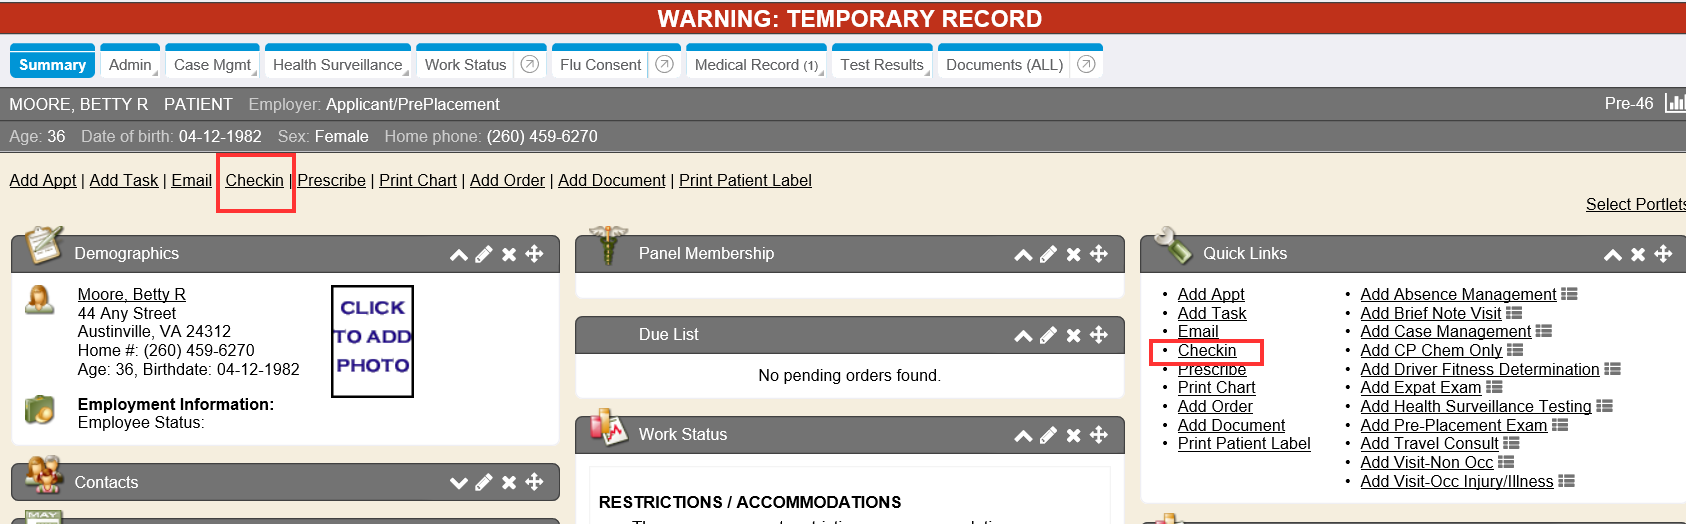 WARNING: TEMPORARY RECORD
Summary Admin Case Mgmt Health Surveillance Work Status Flu Consent Medical Record (1) Test Results Documents (ALL)
MOORE, BETTY R PATIENT Employer: Applicant/PrePlacement Pre-46
Age: 36 Date of birth: 04-12-1982 Sex: Female Home phone: (260) 459-6270
Add Appt | Add Task | Email Checkin | Prescribe | Print Chart | Add Order | Add Document | Print Patient Label
Select Portlets
Demographics
Moore, Betty R
44 Any Street
Austinville, VA 24312
Home #: (260) 459-6270
Age: 36, Birthdate: 04-12-1982
CLICK
TO ADD
PHOTO
Employment Information:
Employee Status:
Contacts
MAY
Panel Membership
Due List
No pending orders found.
Work Status
RESTRICTIONS / ACCOMMODATIONS
Quick Links
• Add Appt
• Add Task
• Email
• Checkin
• Prescribe
• Print Chart
• Add Order
• Add Document
• Print Patient Label
• Add Absence Management
• Add Brief Note Visit
• Add Case Management
• Add CP Chem Only
• Add Driver Fitness Determination
• Add Expat Exam
• Add Health Surveillance Testing
• Add Pre-Placement Exam
• Add Travel Consult
• Add Visit-Non Occ
• Add Visit-Occ Injury/Illness